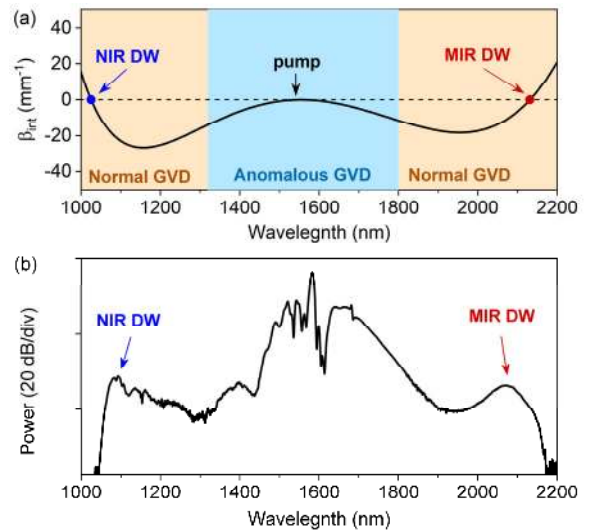 (a)
60
40
20
0
-20
-40
β_int (mm⁻¹)
NIR DW
pump
MIR DW
Normal GVD
Anomalous GVD
Normal GVD
1000 1200 1400 1600 1800 2000 2200
Wavelegnth (nm)
(b)
Power (20 dB/div)
NIR DW
MIR DW
1000 1200 1400 1600 1800 2000 2200
Wavelegnth (nm)